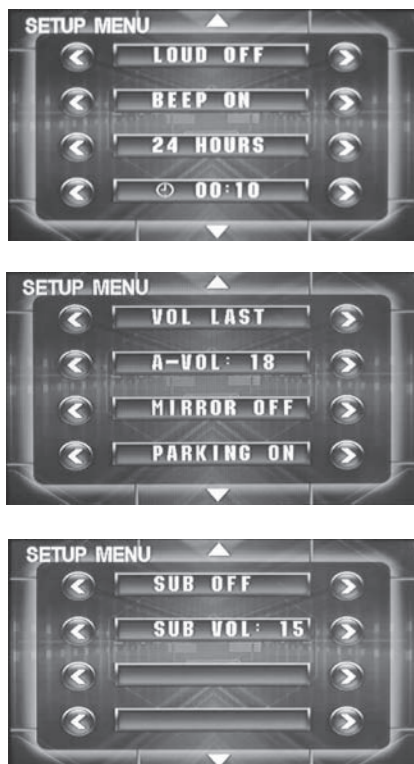 SETUP MENU
LOUD OFF
BEEP ON
24 HOURS
00:10
SETUP MENU
VOL LAST
A-VOL: 18
MIRROR OFF
PARKING ON
SETUP MENU
SUB OFF
SUB VOL: 15